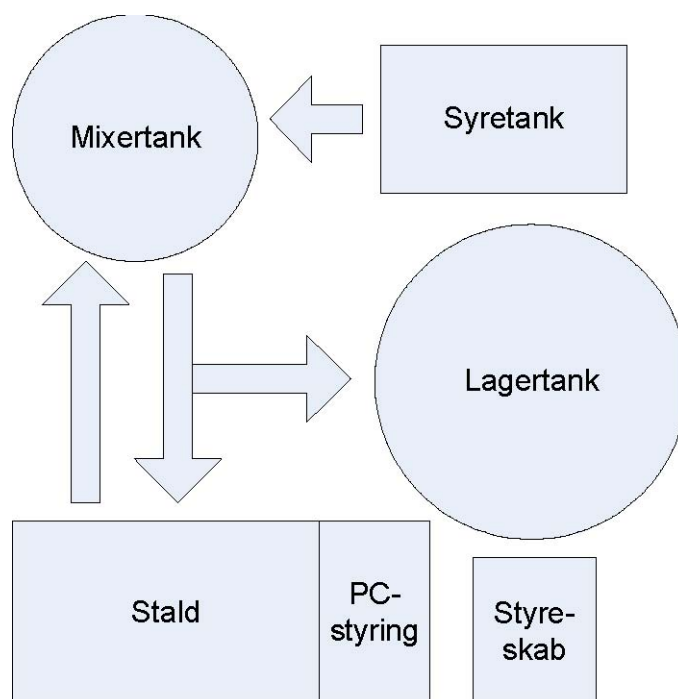 Mixertank
Syretank
Lagertank
Stald
PC-
styring
Styre-
skab